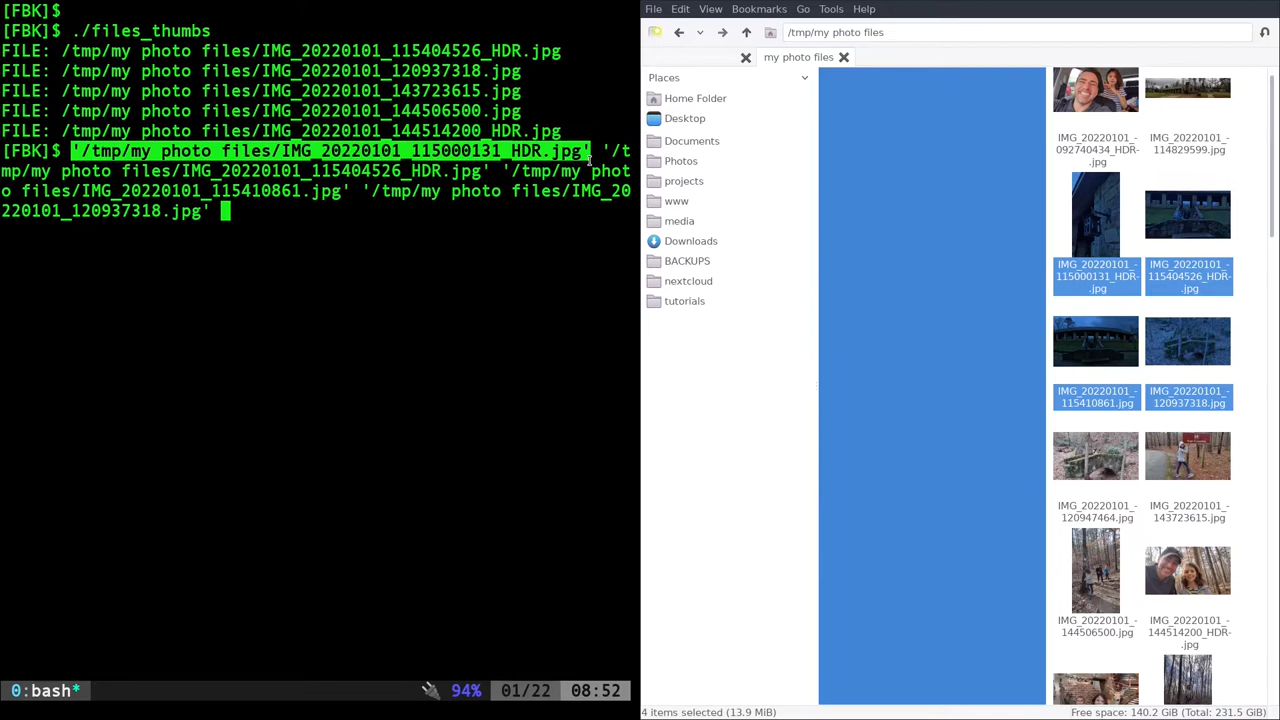 [FBK]$
[FBK]$ ./files_thumbs
FILE: /tmp/my photo files/IMG_20220101_115404526_HDR.jpg
FILE: /tmp/my photo files/IMG_20220101_120937318.jpg
FILE: /tmp/my photo files/IMG_20220101_143723615.jpg
FILE: /tmp/my photo files/IMG_20220101_144506500.jpg
FILE: /tmp/my photo files/IMG_20220101_144514200_HDR.jpg
[FBK]$ '/tmp/my photo files/IMG_20220101_115000131_HDR.jpg' '/t
mp/my photo files/IMG_20220101_115404526_HDR.jpg' '/tmp/my phot
o files/IMG_20220101_115410861.jpg' '/tmp/my photo files/IMG_20
220101_120937318.jpg'
0:bash*
94%
01/22
08:52
File Edit View Bookmarks Go Tools Help
/tmp/my photo files
my photo files
Places
Home Folder
Desktop
Documents
Photos
projects
www
media
Downloads
BACKUPS
nextcloud
tutorials
IMG_20220101_-
092740434_HDR-
.jpg
IMG_20220101_-
114829599.jpg
IMG_20220101_-
115000131_HDR-
.jpg
IMG_20220101_-
115404526_HDR-
.jpg
IMG_20220101_-
115410861.jpg
IMG_20220101_-
120937318.jpg
IMG_20220101_-
120947464.jpg
IMG_20220101_-
143723615.jpg
IMG_20220101_-
144506500.jpg
IMG_20220101_-
144514200_HDR-
.jpg
4 items selected (13.9 MiB)
Free space: 140.2 GiB (Total: 231.5 GiB)